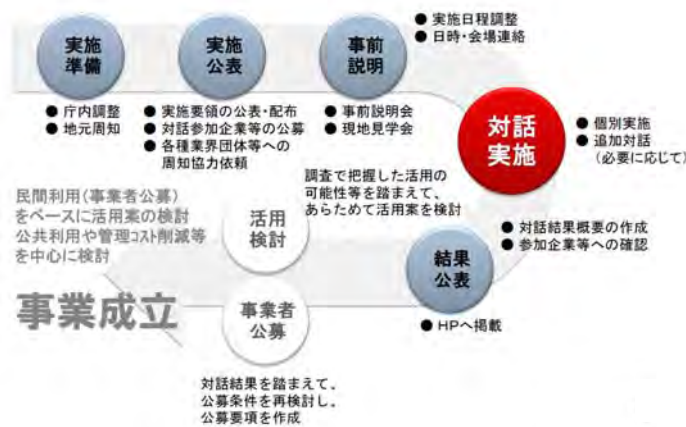 実施
準備
● 庁内調整
● 地元周知
実施
公表
● 実施要領の公表・配布
● 対話参加企業等の公募
● 各種業界団体等への
周知協力依頼
事前
説明
● 事前説明会
● 現地見学会
● 実施日程調整
● 日時・会場連絡
対話
実施
● 個別実施
● 追加対話
(必要に応じて)
● 対話結果概要の作成
● 参加企業等への確認
結果
公表
● HPへ掲載
調査で把握した活用の
可能性等を踏まえて、
あらためて活用案を検討
活用
検討
民間利用(事業者公募)
をベースに活用案の検討
公共利用や管理コスト削減等
を中心に検討
事業者
公募
対話結果を踏まえて、
公募条件を再検討し、
公募要項を作成
事業成立